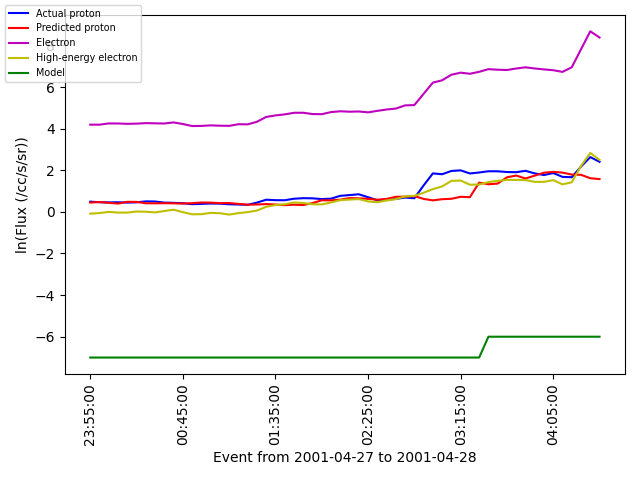 Actual proton
Predicted proton
Electron
High-energy electron
Model
6
4
2
0
−2
−4
−6
ln(Flux (/cc/s/sr))
23:55:00
00:45:00
01:35:00
02:25:00
03:15:00
04:05:00
Event from 2001-04-27 to 2001-04-28